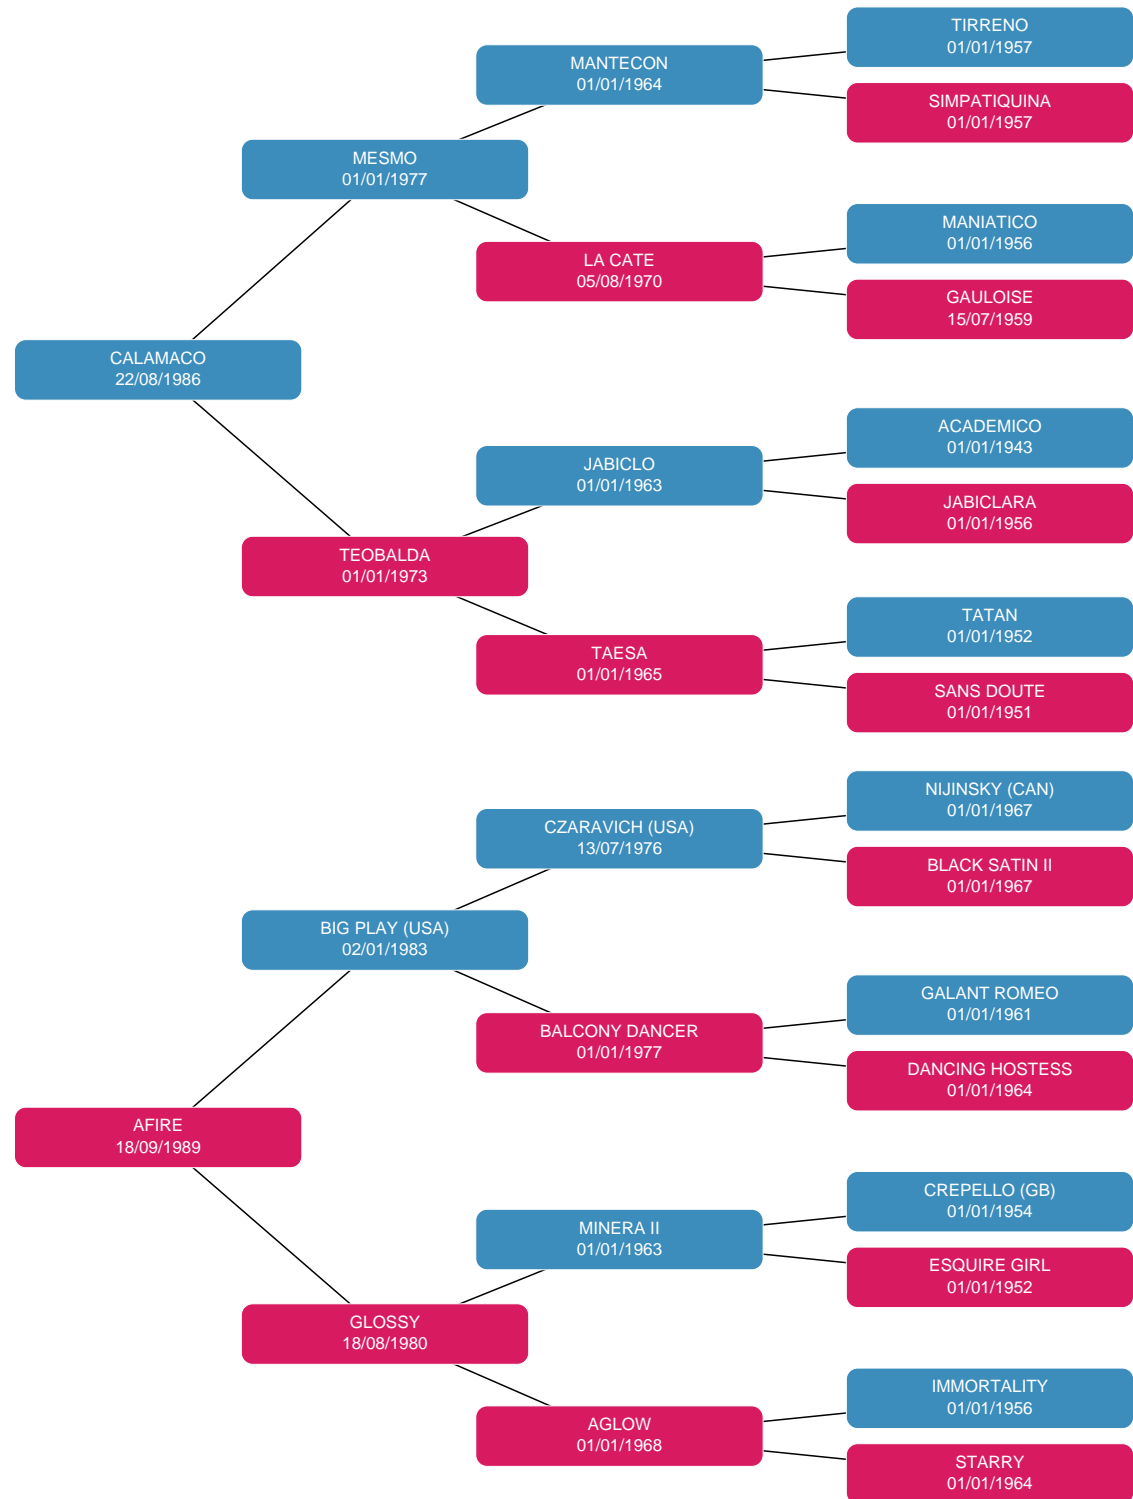 TIRRENO
01/01/1957
MANTECON
01/01/1964
SIMPATIQUINA
01/01/1957
MESMO
01/01/1977
MANIATICO
01/01/1956
LA CATE
05/08/1970
GAULOISE
15/07/1959
CALAMACO
22/08/1986
ACADEMICO
01/01/1943
JABICLO
01/01/1963
JABICLARA
01/01/1956
TEOBALDA
01/01/1973
TATAN
01/01/1952
TAESA
01/01/1965
SANS DOUTE
01/01/1951
NIJINSKY (CAN)
01/01/1967
CZARAVICH (USA)
13/07/1976
BLACK SATIN II
01/01/1967
BIG PLAY (USA)
02/01/1983
GALANT ROMEO
01/01/1961
BALCONY DANCER
01/01/1977
DANCING HOSTESS
01/01/1964
AFIRE
18/09/1989
CREPELLO (GB)
01/01/1954
MINERA II
01/01/1963
ESQUIRE GIRL
01/01/1952
GLOSSY
18/08/1980
IMMORTALITY
01/01/1956
AGLOW
01/01/1968
STARRY
01/01/1964